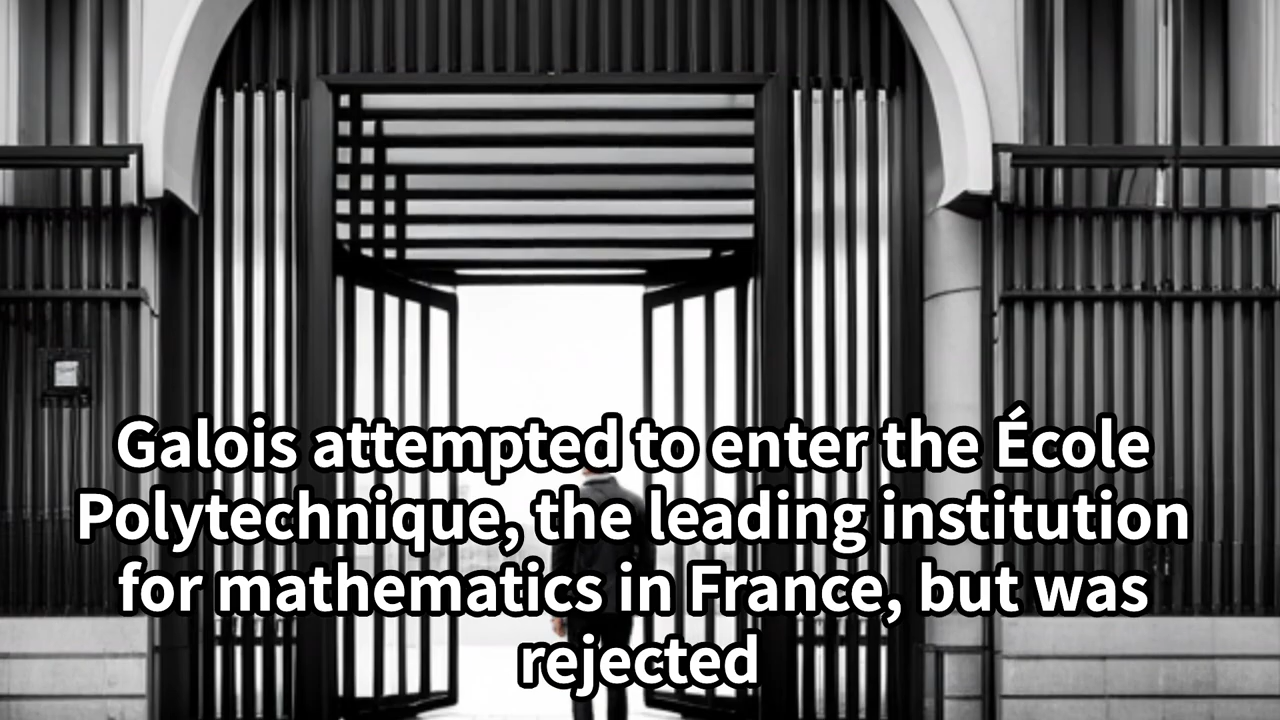 Galois attempted to enter the École
Polytechnique, the leading institution
for mathematics in France, but was
rejected